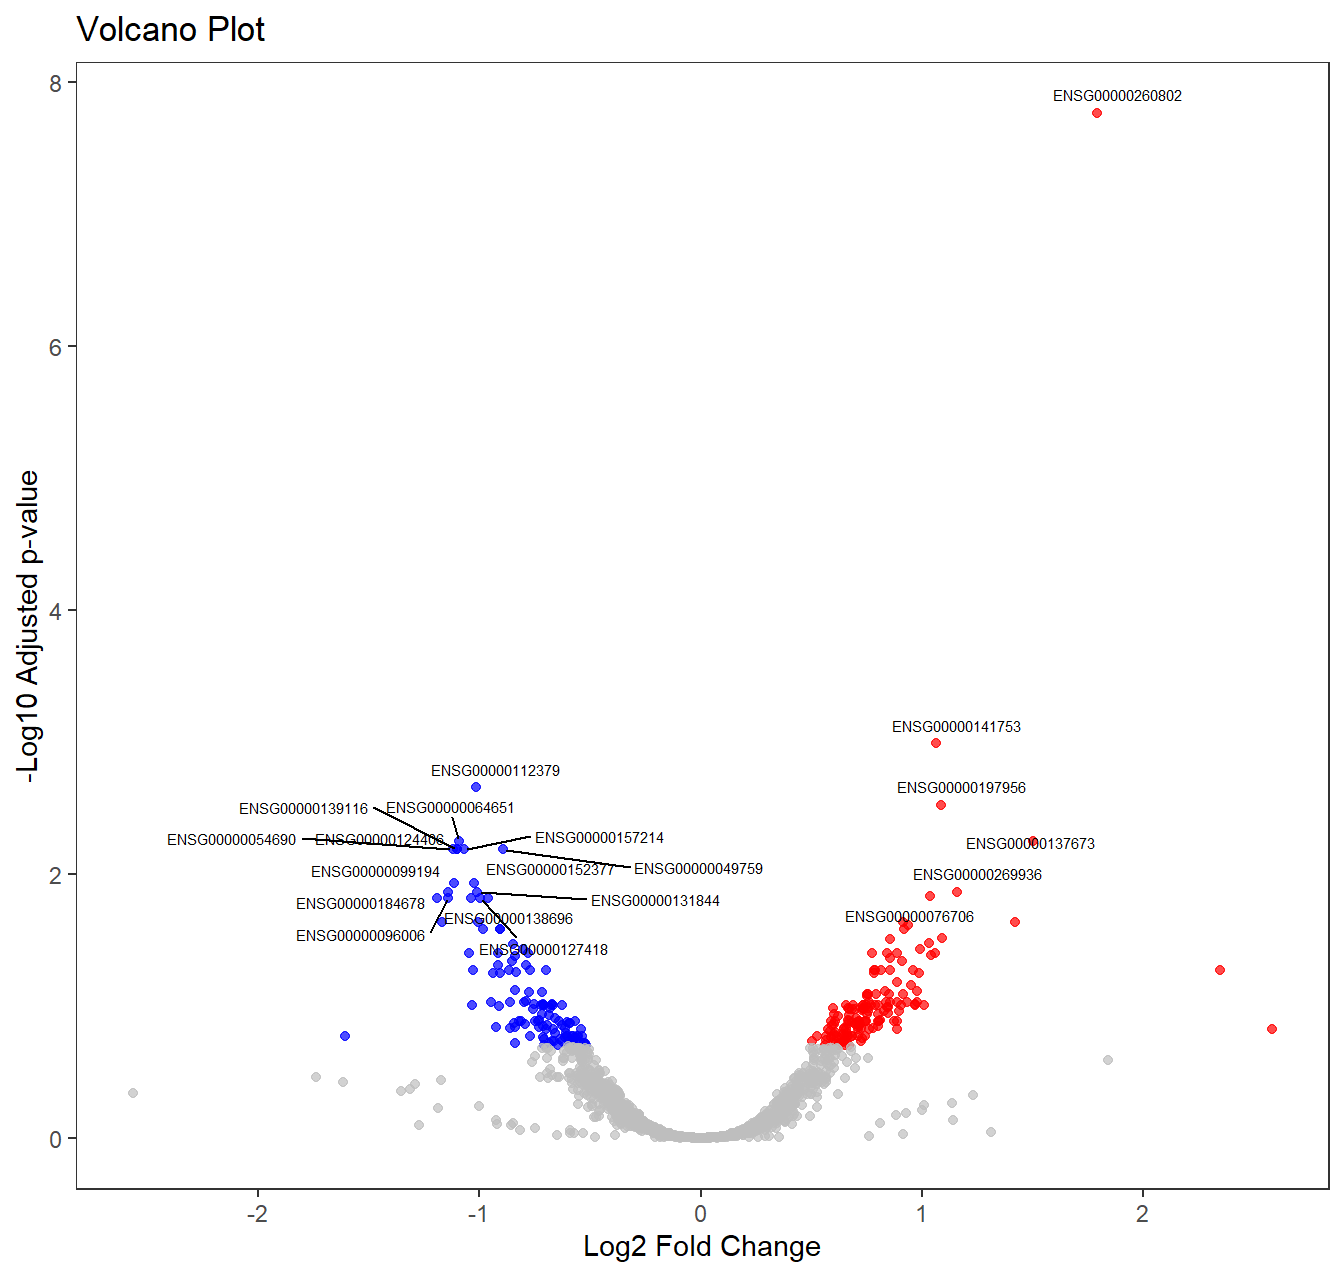 Volcano Plot
8
ENSG00000260802
6
4
ENSG00000141753
ENSG00000112379
ENSG00000197956
ENSG00000139116
ENSG00000064651
ENSG00000054690
ENSG00000124406
ENSG00000157214
ENSG00000137673
2
ENSG00000099194
ENSG00000152377
ENSG00000049759
ENSG00000269936
ENSG00000184678
ENSG00000131844
ENSG00000138696
ENSG00000076706
ENSG00000096006
ENSG00000127418
0
-2
-1
0
1
2
Log2 Fold Change
-Log10 Adjusted p-value